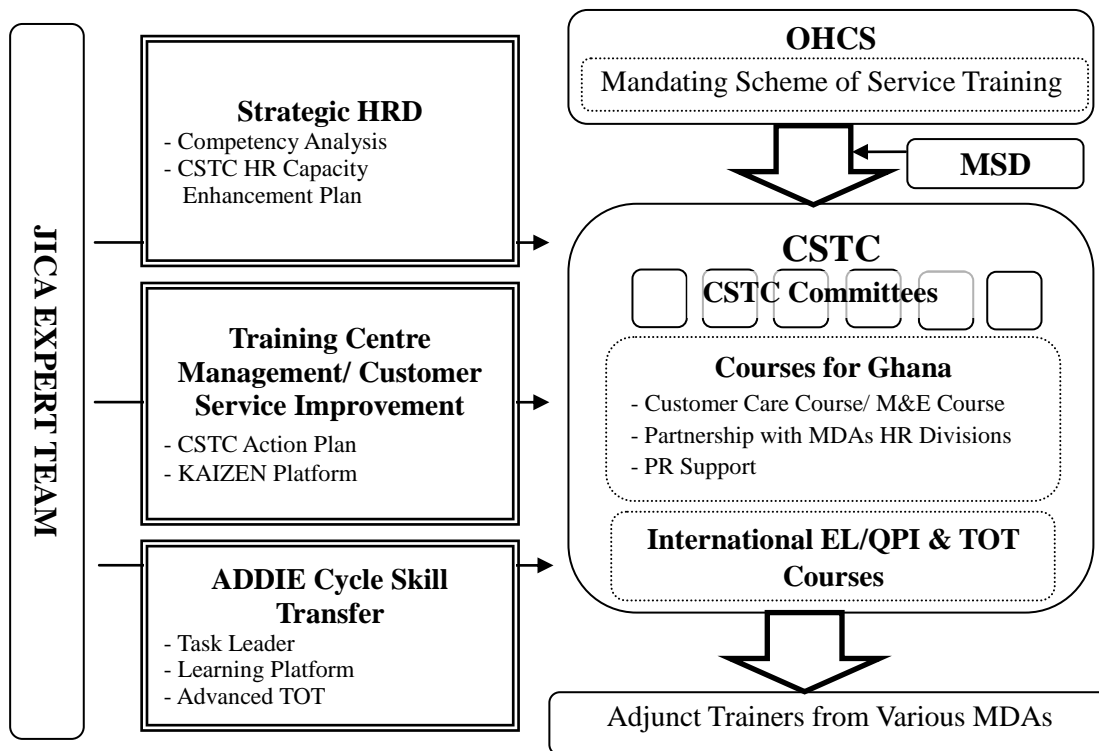 JICA EXPERT TEAM
Strategic HRD
- Competency Analysis
- CSTC HR Capacity
Enhancement Plan
Training Centre
Management/ Customer
Service Improvement
- CSTC Action Plan
- KAIZEN Platform
ADDIE Cycle Skill
Transfer
- Task Leader
- Learning Platform
- Advanced TOT
OHCS
Mandating Scheme of Service Training
MSD
CSTC
CSTC Committees
Courses for Ghana
- Customer Care Course/ M&E Course
- Partnership with MDAs HR Divisions
- PR Support
International EL/QPI & TOT
Courses
Adjunct Trainers from Various MDAs